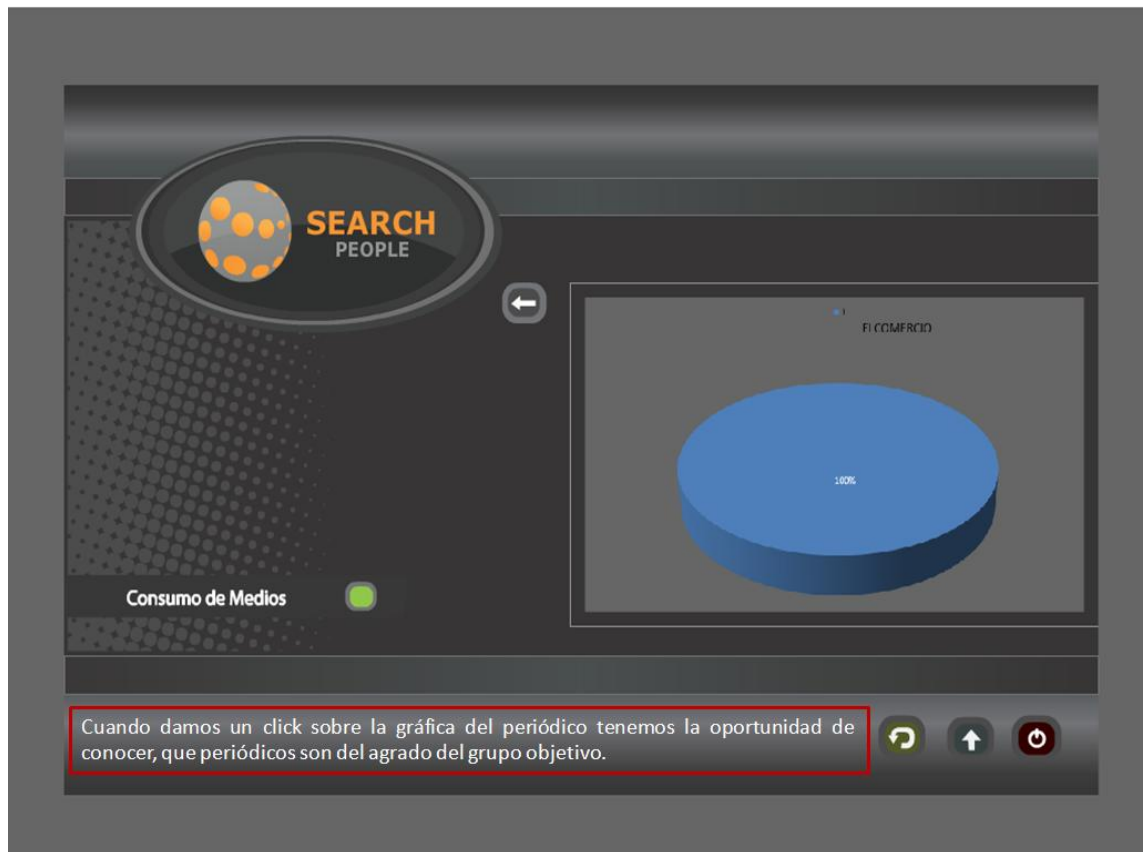 SEARCH
PEOPLE
1
El COMERCIO
100%
Consumo de Medios
Cuando damos un click sobre la gráfica del periódico tenemos la oportunidad de
conocer, que periódicos son del agrado del grupo objetivo.